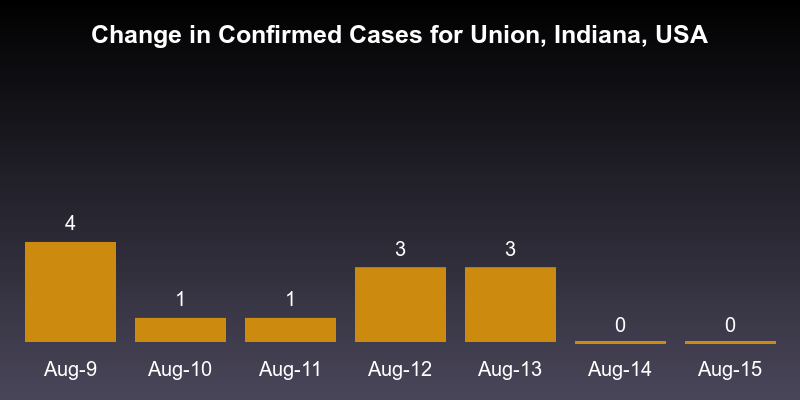 Change in Confirmed Cases for Union, Indiana, USA
4
1
1
3
3
0
0
Aug-9
Aug-10
Aug-11
Aug-12
Aug-13
Aug-14
Aug-15